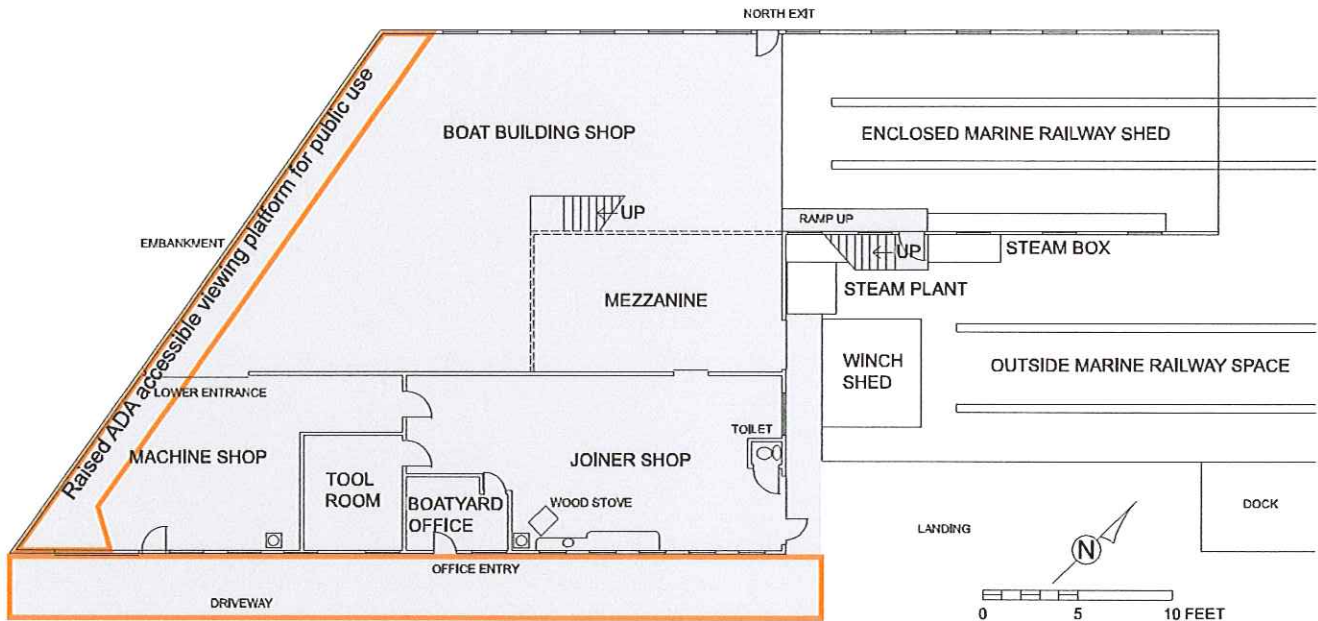 NORTH EXIT
Raised ADA accessible viewing platform for public use
BOAT BUILDING SHOP
ENCLOSED MARINE RAILWAY SHED
UP
RAMP UP
EMBANKMENT
UP
STEAM BOX
STEAM PLANT
MEZZANINE
WINCH
SHED
OUTSIDE MARINE RAILWAY SPACE
LOWER ENTRANCE
MACHINE SHOP
TOOL
ROOM
JOINER SHOP
TOILET
BOATYARD
OFFICE
WOOD STOVE
LANDING
DOCK
N
OFFICE ENTRY
DRIVEWAY
0 5 10 FEET